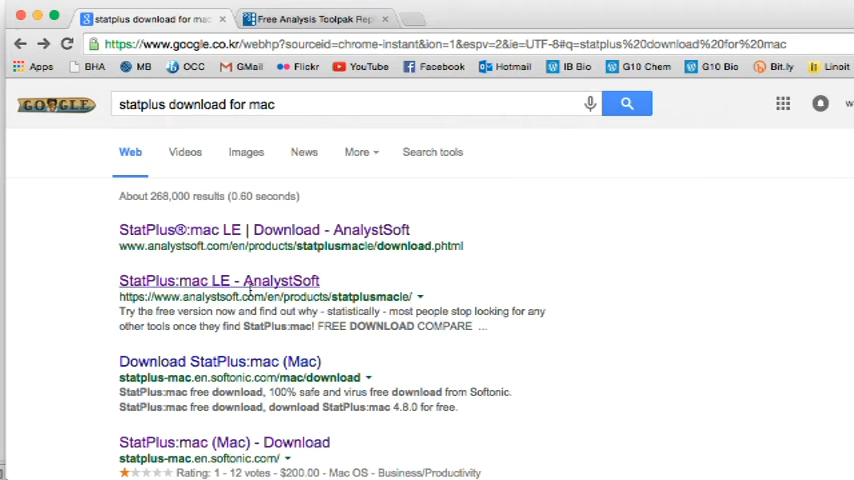 statplus download for mac
Free Analysis Toolpak Rep
https://www.google.co.kr/webhp?sourceid=chrome-instant&ion=1&espv=2&ie=UTF-8#q=statplus%20download%20for%20mac
Apps BHA MB OCC GMail Flickr YouTube Facebook Hotmail IB Bio G10 Chem G10 Bio Bit.ly Linoit
GOOGLE statplus download for mac
Web Videos Images News More Search tools
About 268,000 results (0.60 seconds)
StatPlus®:mac LE | Download - AnalystSoft
www.analystsoft.com/en/products/statplusmacle/download.phtml
StatPlus:mac LE - AnalystSoft
https://www.analystsoft.com/en/products/statplusmacle/
Try the free version now and find out why - statistically - most people stop looking for any
other tools once they find StatPlus:mac! FREE DOWNLOAD COMPARE ...
Download StatPlus:mac (Mac)
statplus-mac.en.softonic.com/mac/download
StatPlus:mac free download, 100% safe and virus free download from Softonic.
StatPlus:mac free download, download StatPlus:mac 4.8.0 for free.
StatPlus:mac (Mac) - Download
statplus-mac.en.softonic.com/
Rating: 1 - 12 votes - $200.00 - Mac OS - Business/Productivity